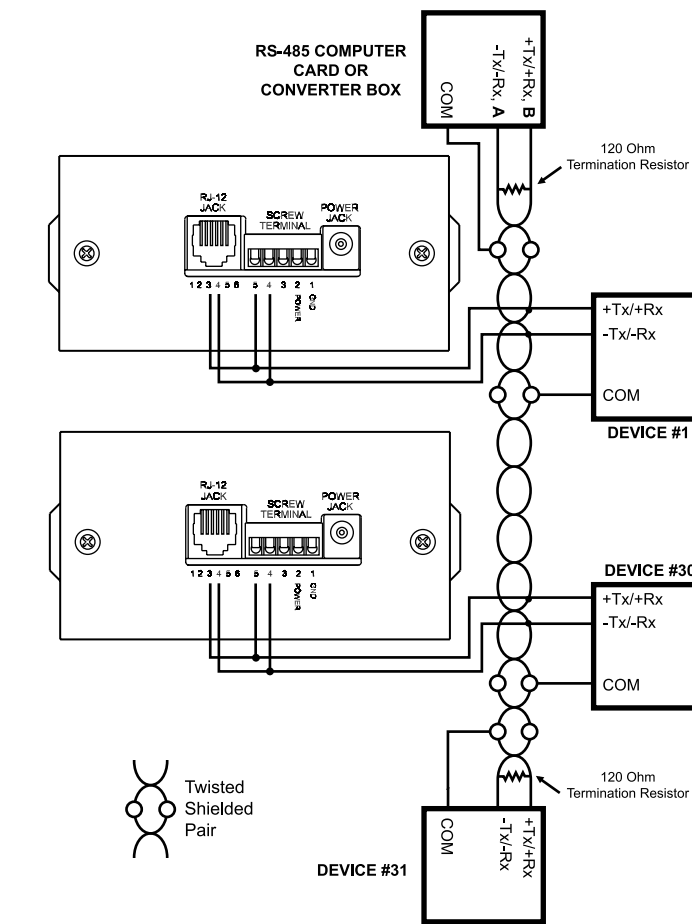 RS-485 COMPUTER
CARD OR
CONVERTER BOX
COM
-Tx/-Rx, A
+Tx/+Rx, B
120 Ohm
Termination Resistor
RJ-12
JACK
SCREW
TERMINAL
POWER
JACK
1 2 3 4 5 6
5 4 3 2 1
POWER
GND
+Tx/+Rx
-Tx/-Rx
COM
DEVICE #1
RJ-12
JACK
SCREW
TERMINAL
POWER
JACK
1 2 3 4 5 6
5 4 3 2 1
POWER
GND
DEVICE #30
+Tx/+Rx
-Tx/-Rx
COM
Twisted
Shielded
Pair
120 Ohm
Termination Resistor
DEVICE #31
COM
-Tx/-Rx
+Tx/+Rx